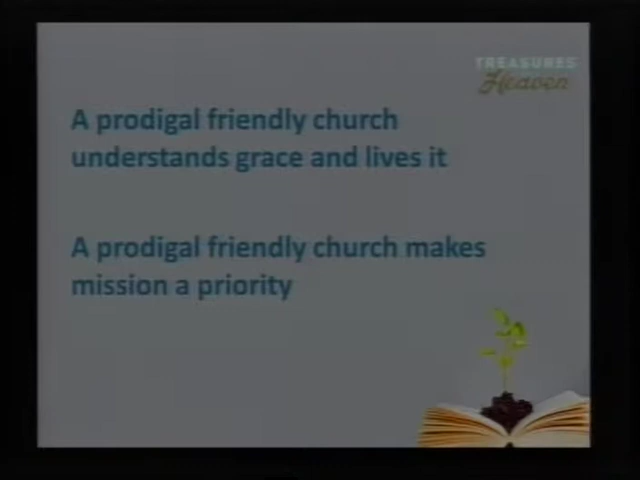 TREASURES
Heaven
A prodigal friendly church
understands grace and lives it
A prodigal friendly church makes
mission a priority